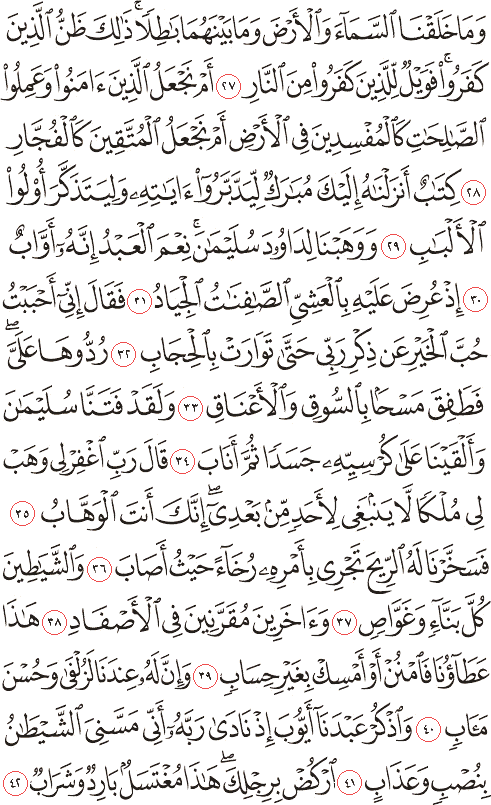 وَمَا خَلَقْنَا ٱلسَّمَآءَ وَٱلْأَرْضَ وَمَا بَيْنَهُمَا بَٰطِلًا ۚ ذَٰلِكَ ظَنُّ ٱلَّذِينَ
كَفَرُوا۟ ۚ فَوَيْلٌ لِّلَّذِينَ كَفَرُوا۟ مِنَ ٱلنَّارِ ٢٧ أَمْ نَجْعَلُ ٱلَّذِينَ ءَامَنُوا۟ وَعَمِلُوا۟
ٱلصَّٰلِحَٰتِ كَٱلْمُفْسِدِينَ فِى ٱلْأَرْضِ أَمْ نَجْعَلُ ٱلْمُتَّقِينَ كَٱلْفُجَّارِ
٢٨ كِتَٰبٌ أَنزَلْنَٰهُ إِلَيْكَ مُبَٰرَكٌ لِّيَدَّبَّرُوٓا۟ ءَايَٰتِهِۦ وَلِيَتَذَكَّرَ أُو۟لُوا۟
ٱلْأَلْبَٰبِ ٢٩ وَوَهَبْنَا لِدَاوُۥدَ سُلَيْمَٰنَ ۚ نِعْمَ ٱلْعَبْدُ ۖ إِنَّهُۥٓ أَوَّابٌ
٣٠ إِذْ عُرِضَ عَلَيْهِ بِٱلْعَشِىِّ ٱلصَّٰفِنَٰتُ ٱلْجِيَادُ ٣١ فَقَالَ إِنِّىٓ أَحْبَبْتُ
حُبَّ ٱلْخَيْرِ عَن ذِكْرِ رَبِّى حَتَّىٰ تَوَارَتْ بِٱلْحِجَابِ ٣٢ رُدُّوهَا عَلَىَّ ۖ
فَطَفِقَ مَسْحًۢا بِٱلسُّوقِ وَٱلْأَعْنَاقِ ٣٣ وَلَقَدْ فَتَنَّا سُلَيْمَٰنَ
وَأَلْقَيْنَا عَلَىٰ كُرْسِيِّهِۦ جَسَدًا ثُمَّ أَنَابَ ٣٤ قَالَ رَبِّ ٱغْفِرْ لِى وَهَبْ
لِى مُلْكًا لَّا يَنۢبَغِى لِأَحَدٍ مِّنۢ بَعْدِىٓ ۖ إِنَّكَ أَنتَ ٱلْوَهَّابُ ٣٥
فَسَخَّرْنَا لَهُ ٱلرِّيحَ تَجْرِى بِأَمْرِهِۦ رُخَآءً حَيْثُ أَصَابَ ٣٦ وَٱلشَّيَٰطِينَ
كُلَّ بَنَّآءٍ وَغَوَّاصٍ ٣٧ وَءَاخَرِينَ مُقَرَّنِينَ فِى ٱلْأَصْفَادِ ٣٨ هَٰذَا
عَطَآؤُنَا فَٱمْنُنْ أَوْ أَمْسِكْ بِغَيْرِ حِسَابٍ ٣٩ وَإِنَّ لَهُۥ عِندَنَا لَزُلْفَىٰ وَحُسْنَ
مَـَٔابٍ ٤٠ وَٱذْكُرْ عَبْدَنَآ أَيُّوبَ إِذْ نَادَىٰ رَبَّهُۥٓ أَنِّى مَسَّنِىَ ٱلشَّيْطَٰنُ
بِنُصْبٍ وَعَذَابٍ ٤١ ٱرْكُضْ بِرِجْلِكَ ۖ هَٰذَا مُغْتَسَلٌۢ بَارِدٌ وَشَرَابٌ ٤٢